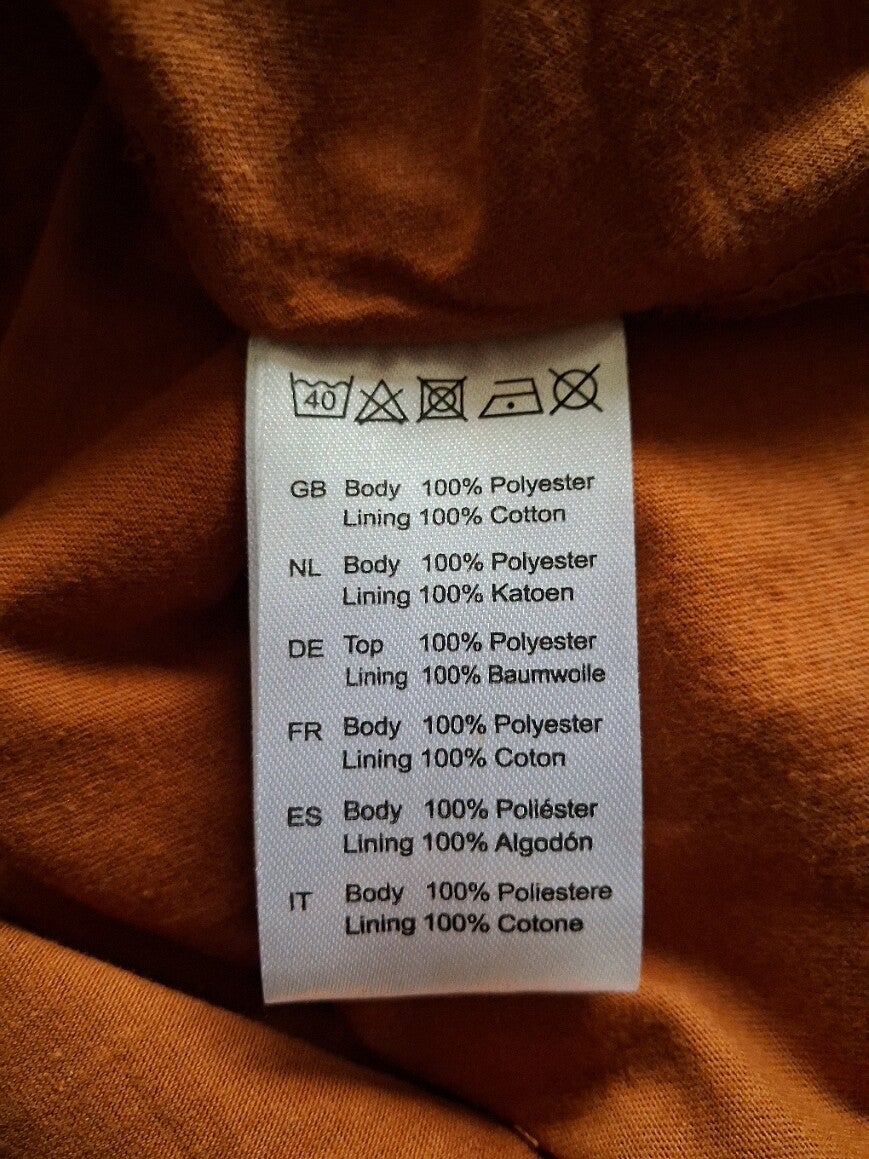 40
GB Body 100% Polyester
Lining 100% Cotton
NL Body 100% Polyester
Lining 100% Katoen
DE Top 100% Polyester
Lining 100% Baumwolle
FR Body 100% Polyester
Lining 100% Coton
ES Body 100% Poliéster
Lining 100% Algodón
IT Body 100% Poliestere
Lining 100% Cotone